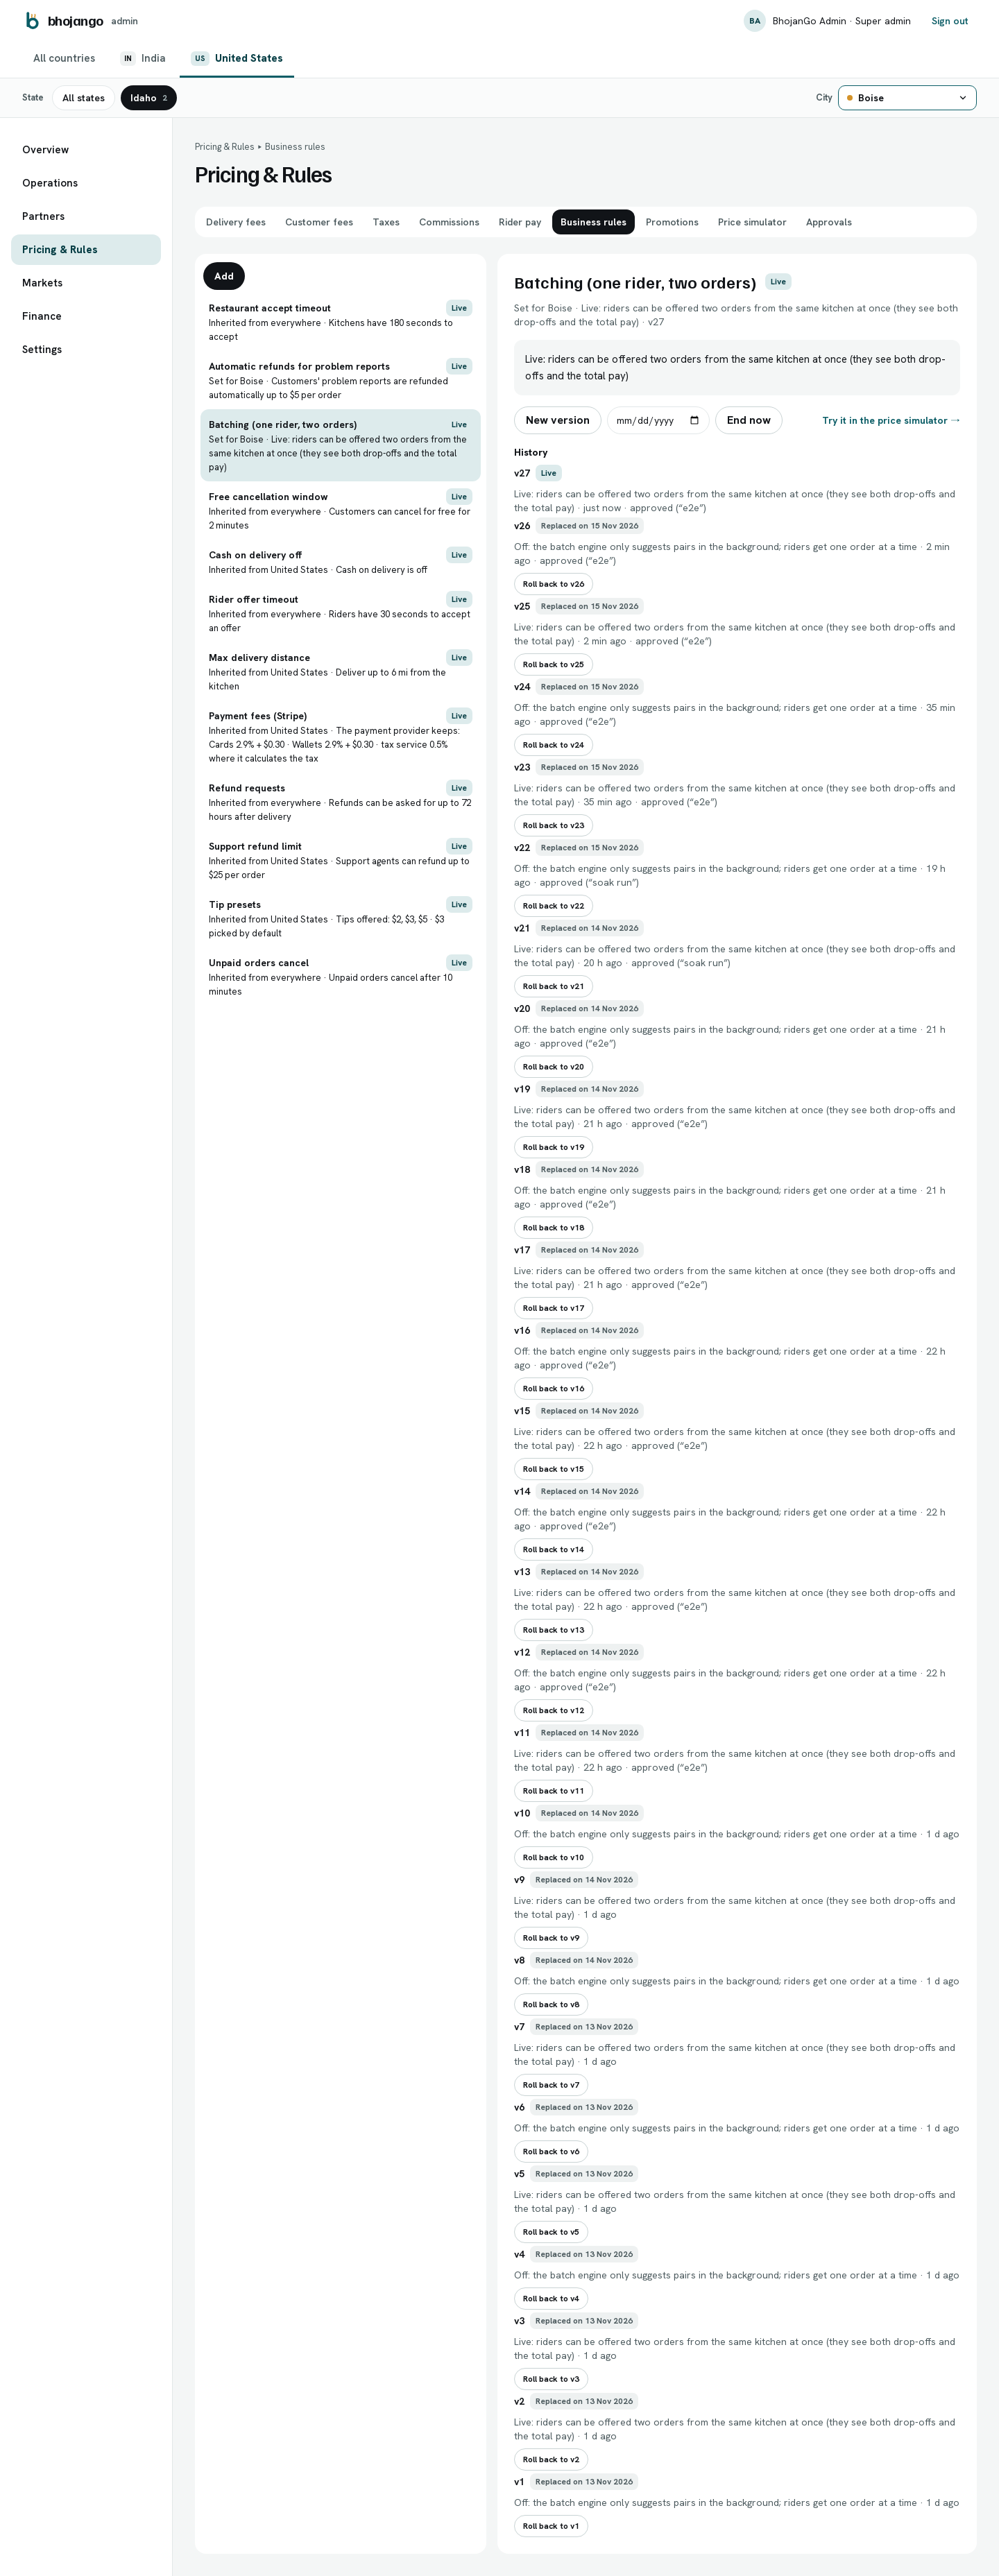 bhojango admin
BA BhojanGo Admin · Super admin Sign out
All countries IN India US United States
State All states Idaho 2 City Boise
Overview
Operations
Partners
Pricing & Rules
Markets
Finance
Settings
Pricing & Rules ▸ Business rules
Pricing & Rules
Delivery fees Customer fees Taxes Commissions Rider pay Business rules Promotions Price simulator Approvals
Add
Restaurant accept timeout Live
Inherited from everywhere · Kitchens have 180 seconds to
accept
Automatic refunds for problem reports Live
Set for Boise · Customers' problem reports are refunded
automatically up to $5 per order
Batching (one rider, two orders) Live
Set for Boise · Live: riders can be offered two orders from the
same kitchen at once (they see both drop-offs and the total
pay)
Free cancellation window Live
Inherited from everywhere · Customers can cancel for free for
2 minutes
Cash on delivery off Live
Inherited from United States · Cash on delivery is off
Rider offer timeout Live
Inherited from everywhere · Riders have 30 seconds to accept
an offer
Max delivery distance Live
Inherited from United States · Deliver up to 6 mi from the
kitchen
Payment fees (Stripe) Live
Inherited from United States · The payment provider keeps:
Cards 2.9% + $0.30 · Wallets 2.9% + $0.30 · tax service 0.5%
where it calculates the tax
Refund requests Live
Inherited from everywhere · Refunds can be asked for up to 72
hours after delivery
Support refund limit Live
Inherited from United States · Support agents can refund up to
$25 per order
Tip presets Live
Inherited from United States · Tips offered: $2, $3, $5 · $3
picked by default
Unpaid orders cancel Live
Inherited from everywhere · Unpaid orders cancel after 10
minutes
Batching (one rider, two orders) Live
Set for Boise · Live: riders can be offered two orders from the same kitchen at once (they see both
drop-offs and the total pay) · v27
Live: riders can be offered two orders from the same kitchen at once (they see both drop-
offs and the total pay)
New version mm/dd/yyyy End now Try it in the price simulator →
History
v27 Live
Live: riders can be offered two orders from the same kitchen at once (they see both drop-offs and
the total pay) · just now · approved (“e2e”)
v26 Replaced on 15 Nov 2026
Off: the batch engine only suggests pairs in the background; riders get one order at a time · 2 min
ago · approved (“e2e”)
Roll back to v26
v25 Replaced on 15 Nov 2026
Live: riders can be offered two orders from the same kitchen at once (they see both drop-offs and
the total pay) · 2 min ago · approved (“e2e”)
Roll back to v25
v24 Replaced on 15 Nov 2026
Off: the batch engine only suggests pairs in the background; riders get one order at a time · 35 min
ago · approved (“e2e”)
Roll back to v24
v23 Replaced on 15 Nov 2026
Live: riders can be offered two orders from the same kitchen at once (they see both drop-offs and
the total pay) · 35 min ago · approved (“e2e”)
Roll back to v23
v22 Replaced on 15 Nov 2026
Off: the batch engine only suggests pairs in the background; riders get one order at a time · 19 h
ago · approved (“soak run”)
Roll back to v22
v21 Replaced on 14 Nov 2026
Live: riders can be offered two orders from the same kitchen at once (they see both drop-offs and
the total pay) · 20 h ago · approved (“soak run”)
Roll back to v21
v20 Replaced on 14 Nov 2026
Off: the batch engine only suggests pairs in the background; riders get one order at a time · 21 h
ago · approved (“e2e”)
Roll back to v20
v19 Replaced on 14 Nov 2026
Live: riders can be offered two orders from the same kitchen at once (they see both drop-offs and
the total pay) · 21 h ago · approved (“e2e”)
Roll back to v19
v18 Replaced on 14 Nov 2026
Off: the batch engine only suggests pairs in the background; riders get one order at a time · 21 h
ago · approved (“e2e”)
Roll back to v18
v17 Replaced on 14 Nov 2026
Live: riders can be offered two orders from the same kitchen at once (they see both drop-offs and
the total pay) · 21 h ago · approved (“e2e”)
Roll back to v17
v16 Replaced on 14 Nov 2026
Off: the batch engine only suggests pairs in the background; riders get one order at a time · 22 h
ago · approved (“e2e”)
Roll back to v16
v15 Replaced on 14 Nov 2026
Live: riders can be offered two orders from the same kitchen at once (they see both drop-offs and
the total pay) · 22 h ago · approved (“e2e”)
Roll back to v15
v14 Replaced on 14 Nov 2026
Off: the batch engine only suggests pairs in the background; riders get one order at a time · 22 h
ago · approved (“e2e”)
Roll back to v14
v13 Replaced on 14 Nov 2026
Live: riders can be offered two orders from the same kitchen at once (they see both drop-offs and
the total pay) · 22 h ago · approved (“e2e”)
Roll back to v13
v12 Replaced on 14 Nov 2026
Off: the batch engine only suggests pairs in the background; riders get one order at a time · 22 h
ago · approved (“e2e”)
Roll back to v12
v11 Replaced on 14 Nov 2026
Live: riders can be offered two orders from the same kitchen at once (they see both drop-offs and
the total pay) · 22 h ago · approved (“e2e”)
Roll back to v11
v10 Replaced on 14 Nov 2026
Off: the batch engine only suggests pairs in the background; riders get one order at a time · 1 d ago
Roll back to v10
v9 Replaced on 14 Nov 2026
Live: riders can be offered two orders from the same kitchen at once (they see both drop-offs and
the total pay) · 1 d ago
Roll back to v9
v8 Replaced on 14 Nov 2026
Off: the batch engine only suggests pairs in the background; riders get one order at a time · 1 d ago
Roll back to v8
v7 Replaced on 13 Nov 2026
Live: riders can be offered two orders from the same kitchen at once (they see both drop-offs and
the total pay) · 1 d ago
Roll back to v7
v6 Replaced on 13 Nov 2026
Off: the batch engine only suggests pairs in the background; riders get one order at a time · 1 d ago
Roll back to v6
v5 Replaced on 13 Nov 2026
Live: riders can be offered two orders from the same kitchen at once (they see both drop-offs and
the total pay) · 1 d ago
Roll back to v5
v4 Replaced on 13 Nov 2026
Off: the batch engine only suggests pairs in the background; riders get one order at a time · 1 d ago
Roll back to v4
v3 Replaced on 13 Nov 2026
Live: riders can be offered two orders from the same kitchen at once (they see both drop-offs and
the total pay) · 1 d ago
Roll back to v3
v2 Replaced on 13 Nov 2026
Live: riders can be offered two orders from the same kitchen at once (they see both drop-offs and
the total pay) · 1 d ago
Roll back to v2
v1 Replaced on 13 Nov 2026
Off: the batch engine only suggests pairs in the background; riders get one order at a time · 1 d ago
Roll back to v1